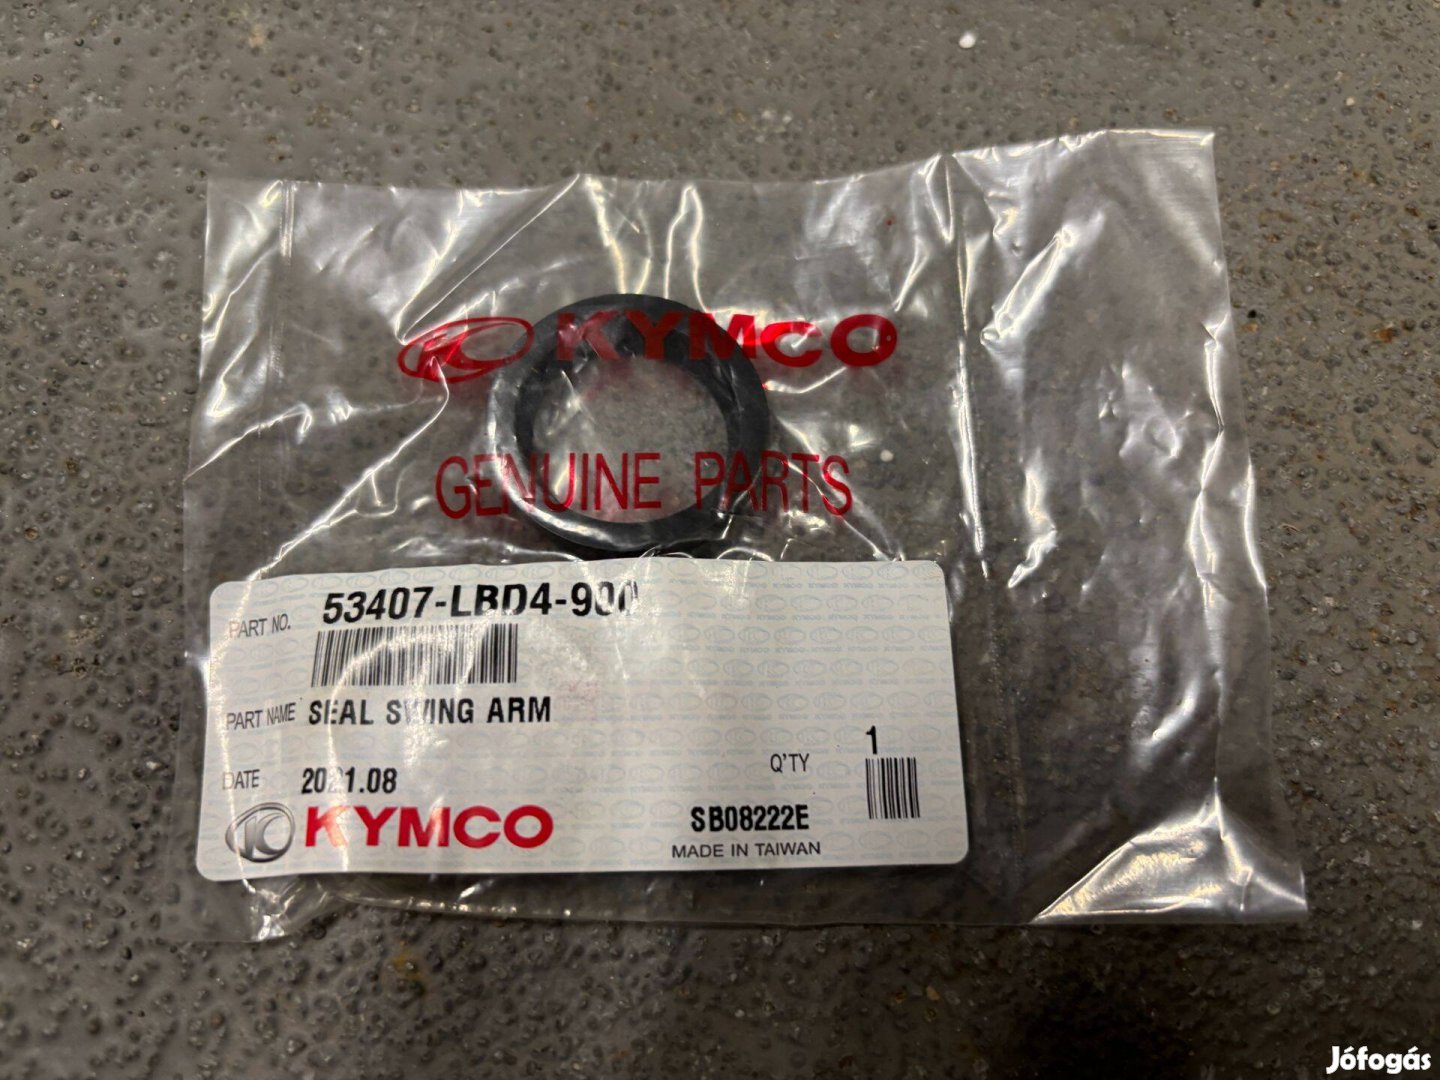 KYMCO
GENUINE PARTS
PART NO. 53407-LBD4-900
PART NAME SEAL SWING ARM
Q'TY 1
DATE 2021.08
KYMCO
SB08222E
MADE IN TAIWAN
Jófogás